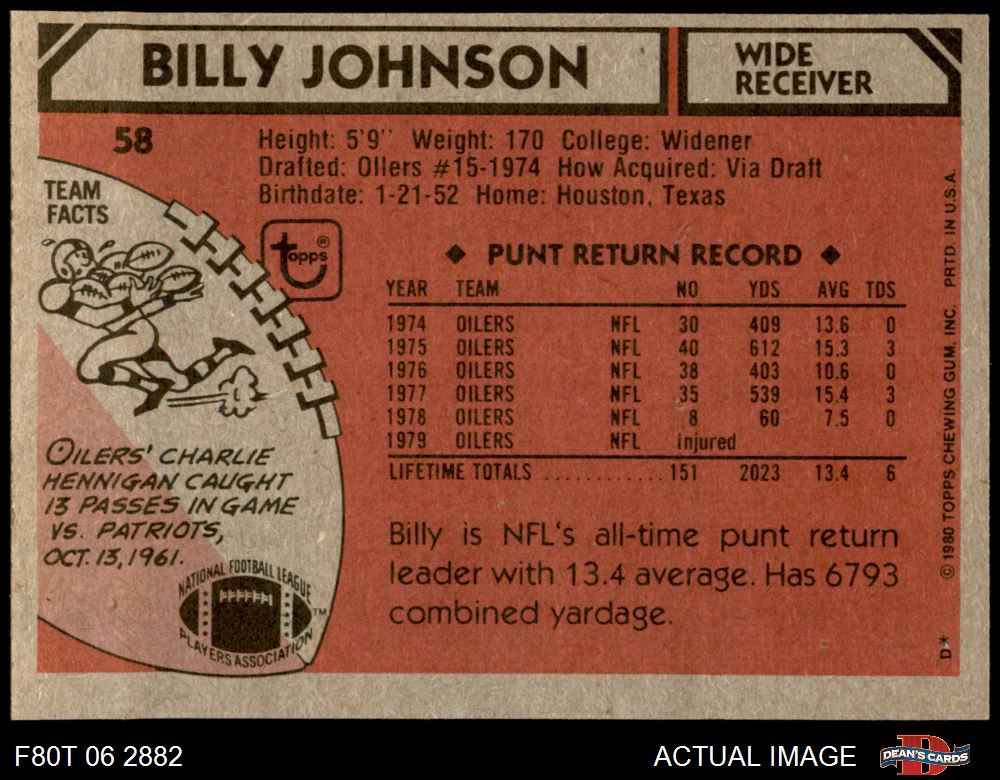 BILLY JOHNSON
WIDE
RECEIVER
58
Height: 5'9" Weight: 170 College: Widener
Drafted: Oilers #15-1974 How Acquired: Via Draft
Birthdate: 1-21-52 Home: Houston, Texas
TEAM
FACTS
topps®
◆ PUNT RETURN RECORD ◆
YEAR TEAM NO YDS AVG TDS
1974 OILERS NFL 30 409 13.6 0
1975 OILERS NFL 40 612 15.3 3
1976 OILERS NFL 38 403 10.6 0
1977 OILERS NFL 35 539 15.4 3
1978 OILERS NFL 8 60 7.5 0
1979 OILERS NFL Injured
LIFETIME TOTALS ............ 151 2023 13.4 6
OILERS' CHARLIE
HENNIGAN CAUGHT
13 PASSES IN GAME
VS. PATRIOTS,
OCT. 13, 1961.
NATIONAL FOOTBALL LEAGUE
PLAYERS ASSOCIATION
TM
Billy is NFL's all-time punt return
leader with 13.4 average. Has 6793
combined yardage.
© 1980 TOPPS CHEWING GUM, INC. PRTD. IN U.S.A.
D*
F80T 06 2882
ACTUAL IMAGE
D
DEAN'S CARDS